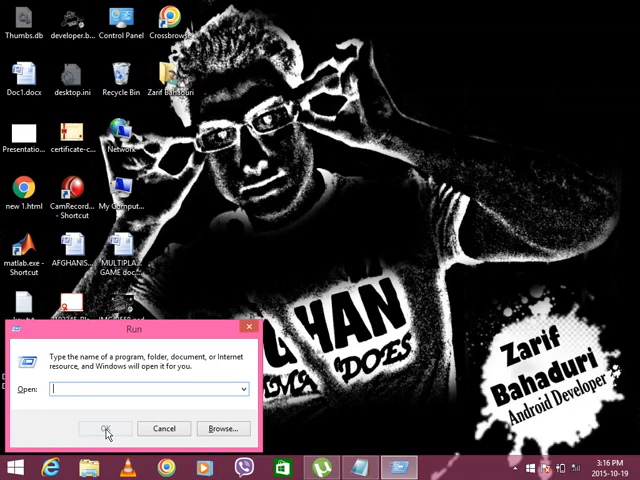 Thumbs.db
developer.b...
Control Panel
Crossbrowse
Doc1.docx
desktop.ini
Recycle Bin
Zarif Bahaduri
Presentatio...
certificate-c...
Network
new 1.html
CamRecord...
- Shortcut
My Comput...
matlab.exe -
Shortcut
AFGHANIS...
MULTIPLA...
GAME doc...
GHAN
DOES
Zarif
Bahaduri
Android Developer
Run
Type the name of a program, folder, document, or Internet
resource, and Windows will open it for you.
Open:
OK
Cancel
Browse...
3:16 PM
2015-10-19